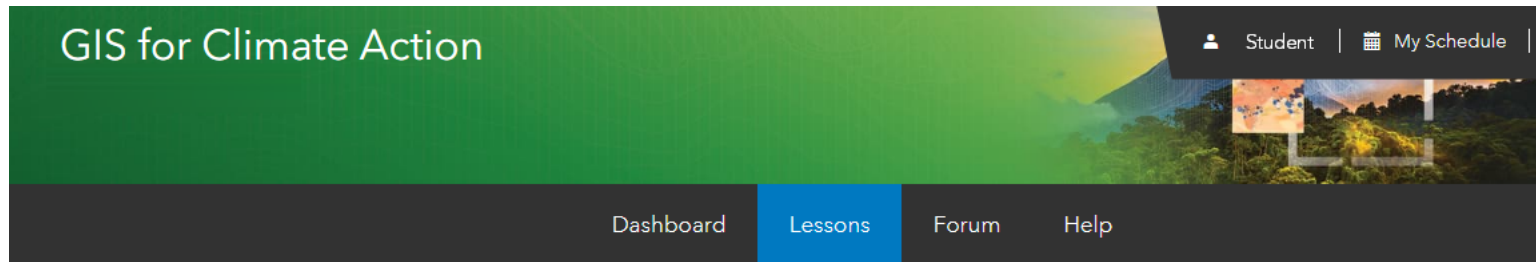 GIS for Climate Action
Student | My Schedule |
Dashboard Lessons Forum Help